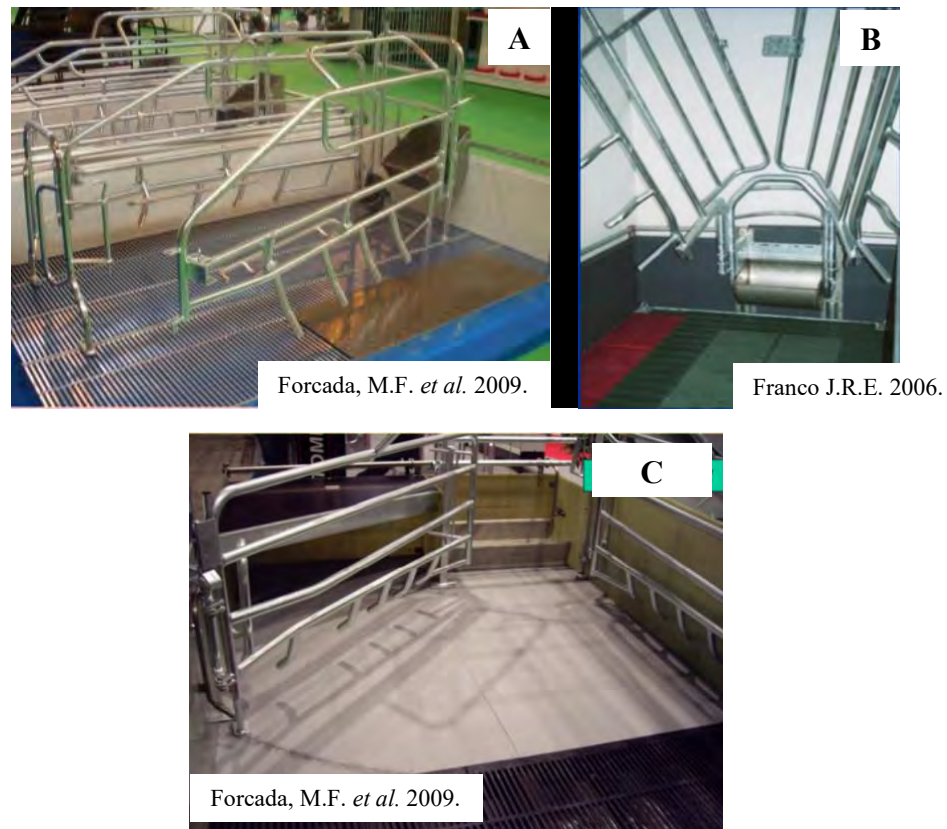 A
B
Forcada, M.F. et al. 2009.
Franco J.R.E. 2006.
C
Forcada, M.F. et al. 2009.